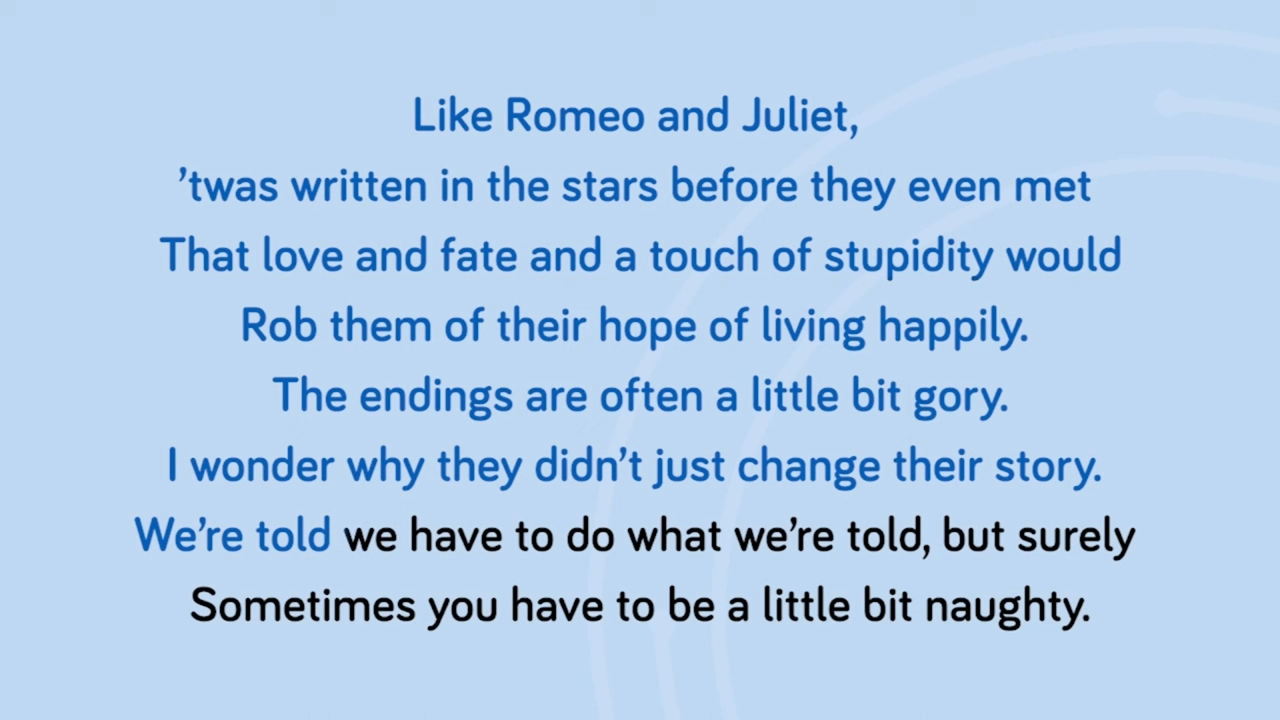 Like Romeo and Juliet,
’twas written in the stars before they even met
That love and fate and a touch of stupidity would
Rob them of their hope of living happily.
The endings are often a little bit gory.
I wonder why they didn’t just change their story.
We’re told we have to do what we’re told, but surely
Sometimes you have to be a little bit naughty.